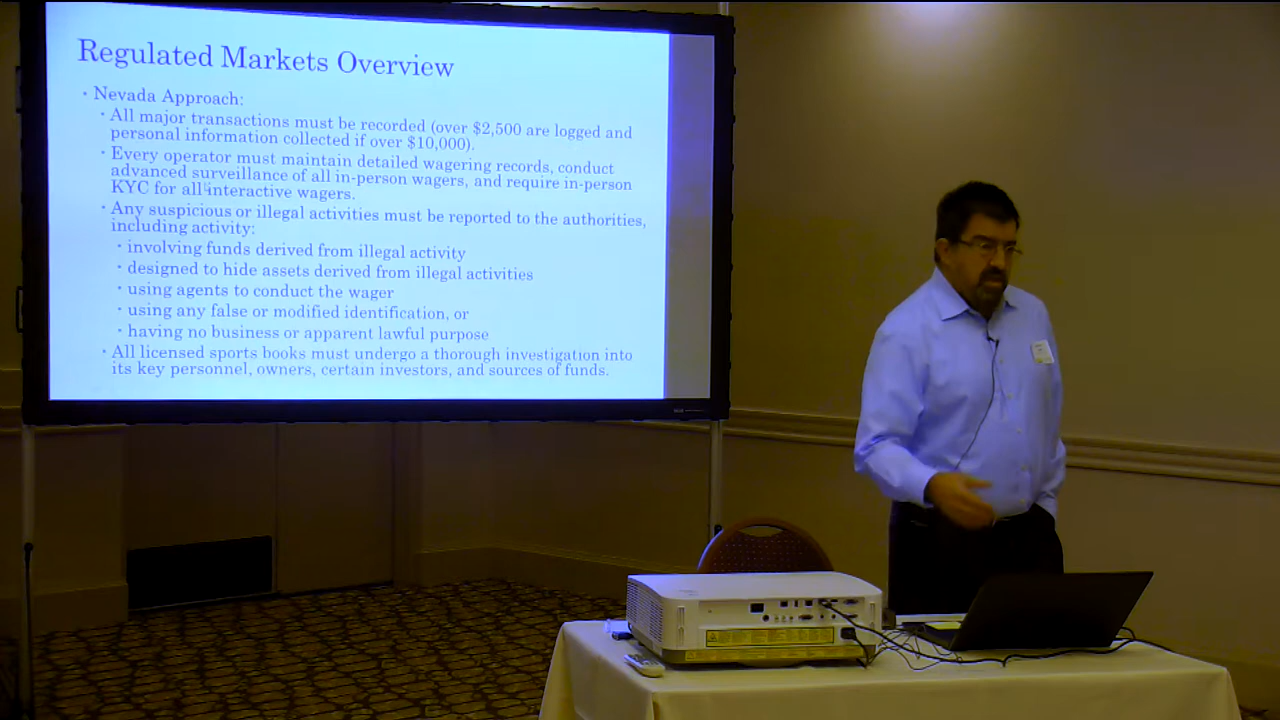 Regulated Markets Overview
• Nevada Approach:
• All major transactions must be recorded (over $2,500 are logged and
personal information collected if over $10,000).
• Every operator must maintain detailed wagering records, conduct
advanced surveillance of all in-person wagers, and require in-person
KYC for all interactive wagers.
• Any suspicious or illegal activities must be reported to the authorities,
including activity:
• involving funds derived from illegal activity
• designed to hide assets derived from illegal activities
• using agents to conduct the wager
• using any false or modified identification, or
• having no business or apparent lawful purpose
• All licensed sports books must undergo a thorough investigation into
its key personnel, owners, certain investors, and sources of funds.